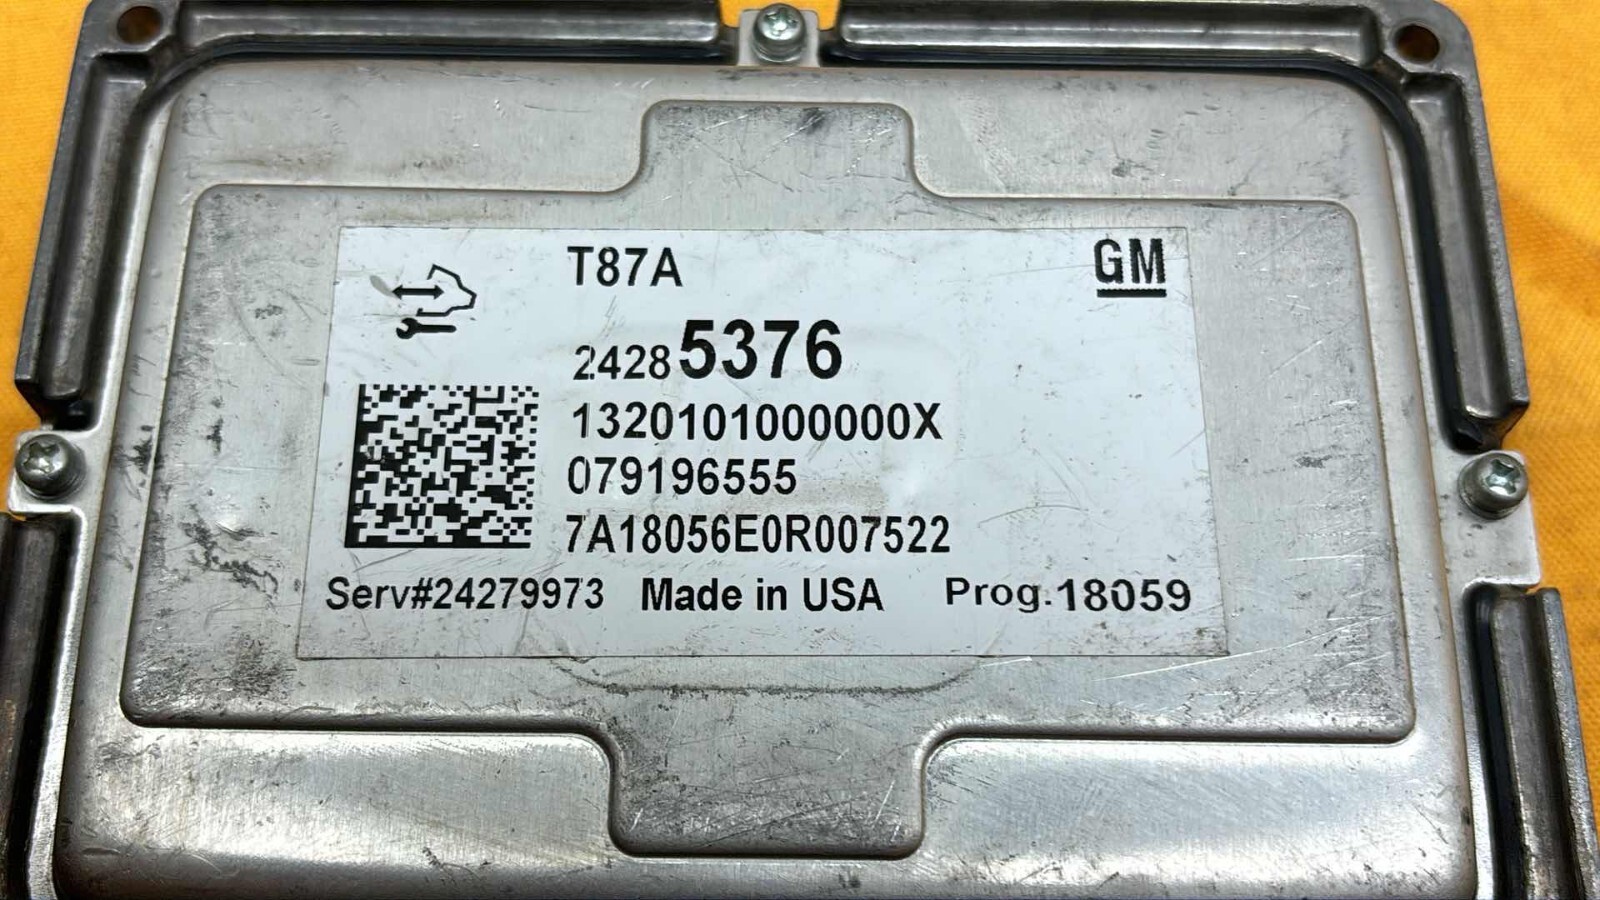 T87A
GM
24285376
1320101000000X
079196555
7A18056E0R007522
Serv#24279973 Made in USA Prog.18059